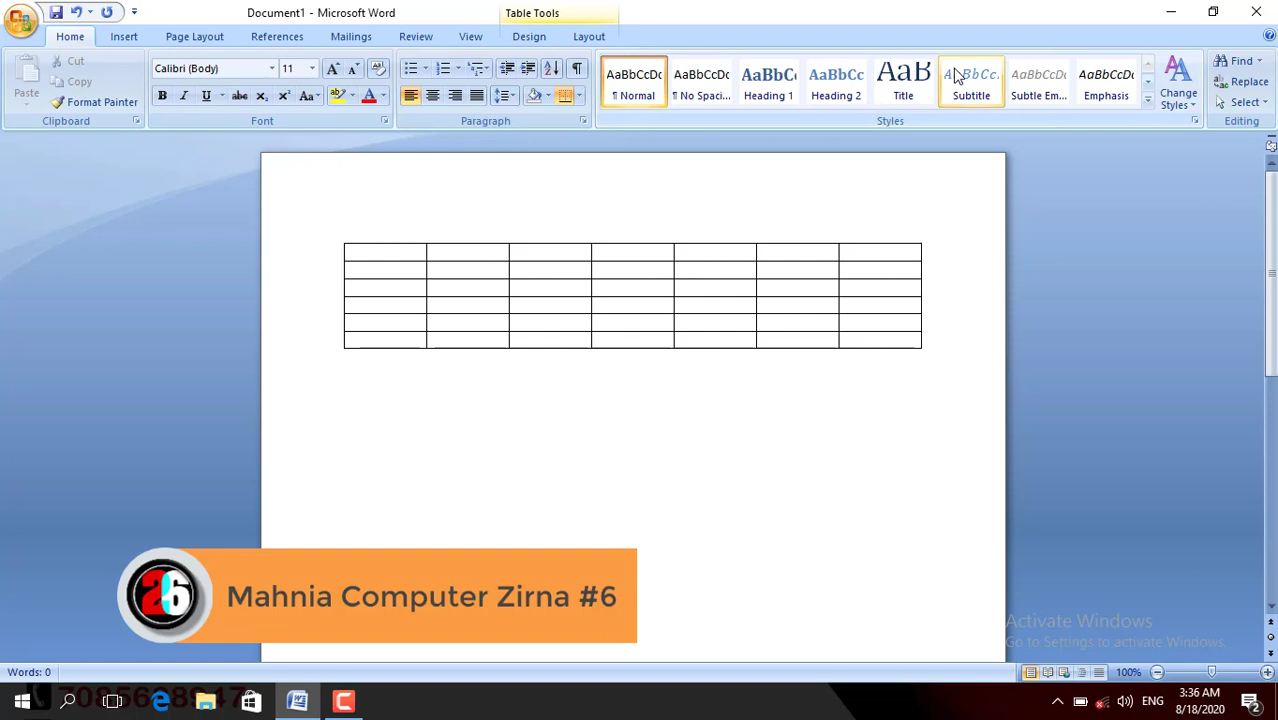 Document1 - Microsoft Word
Table Tools
Home
Insert
Page Layout
References
Mailings
Review
View
Design
Layout
Paste
Cut
Copy
Format Painter
Clipboard
Calibri (Body)
11
Font
Paragraph
AaBbCcDc
¶ Normal
AaBbCcDc
¶ No Spaci...
AaBbCc
Heading 1
AaBbCc
Heading 2
AaB
Title
AaBbCc.
Subtitle
AaBbCcDc
Subtle Em...
AaBbCcDc
Emphasis
Change
Styles
Styles
Find
Replace
Select
Editing
26
Mahnia Computer Zirna #6
Activate Windows
Go to Settings to activate Windows.
Words: 0
100%
ENG
3:36 AM
8/18/2020
2